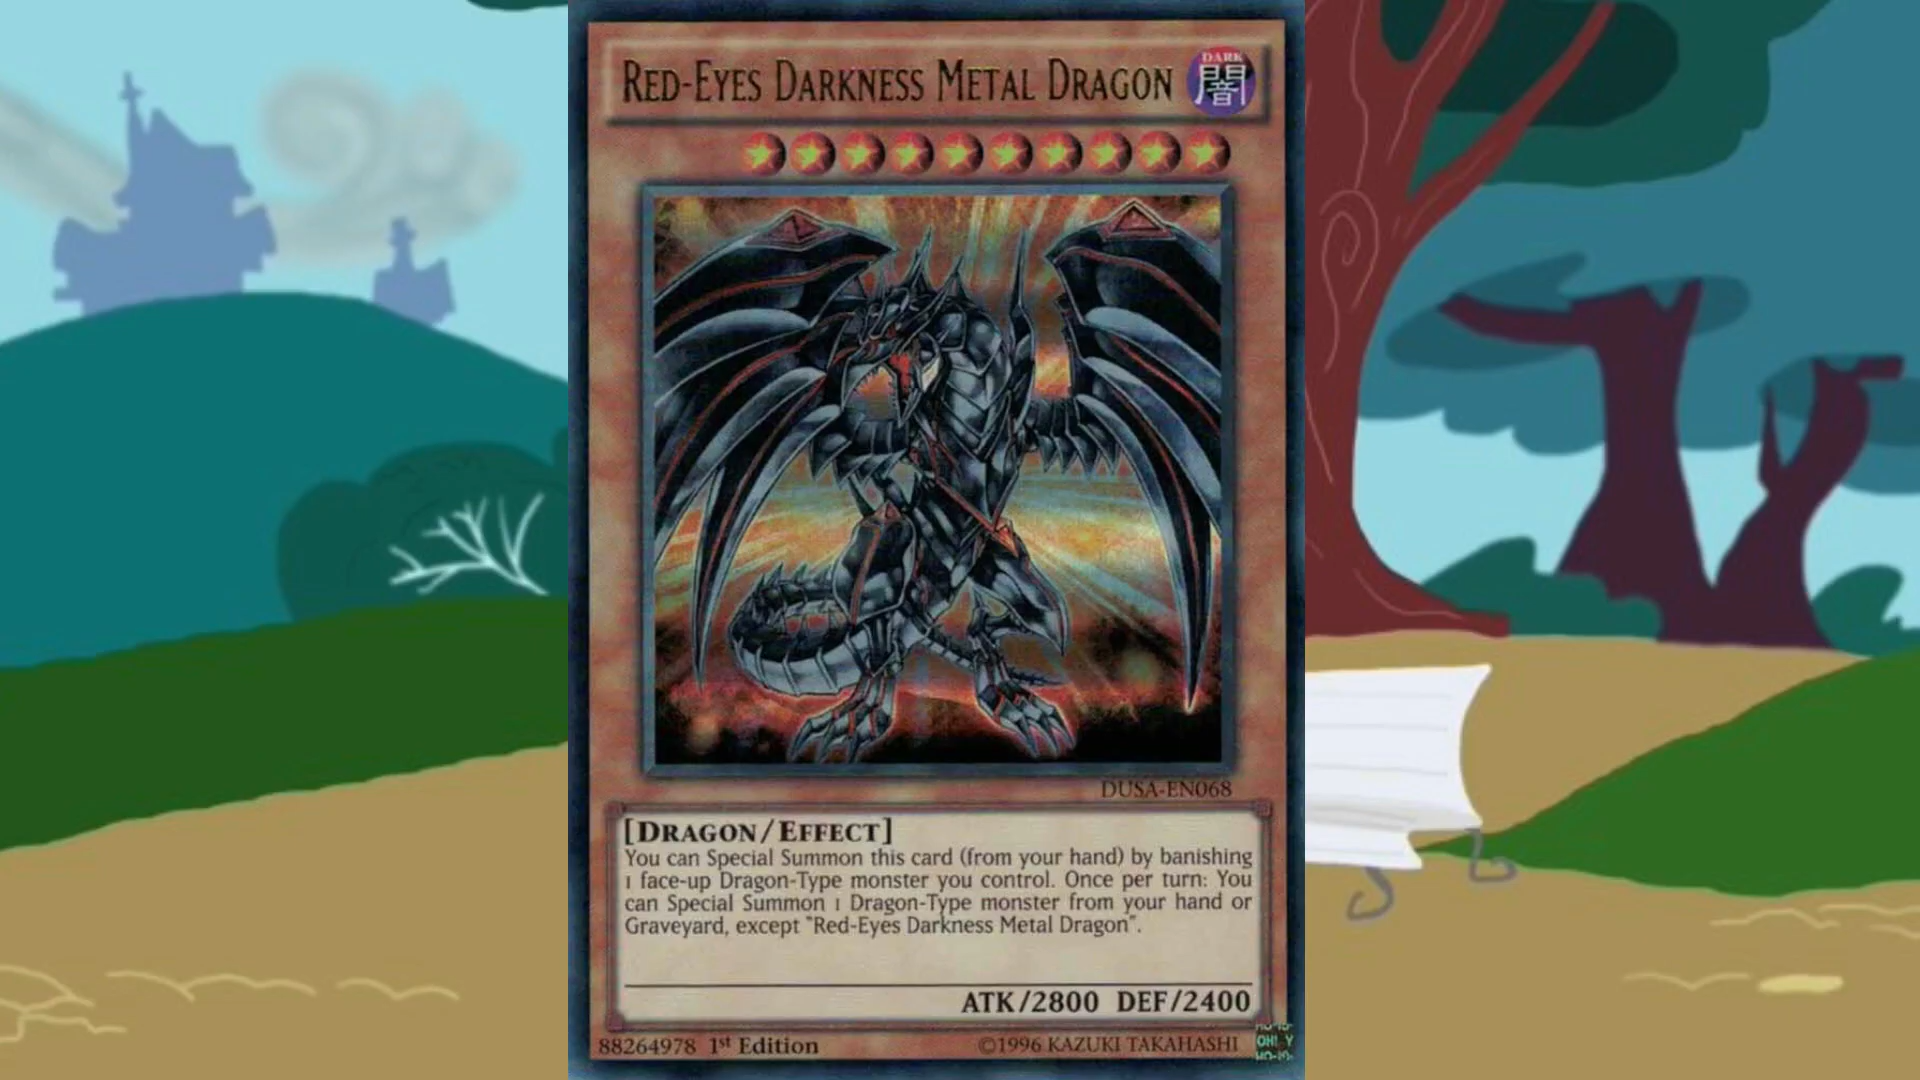 RED-EYES DARKNESS METAL DRAGON
DARK
闇
DUSA-EN068
[DRAGON/EFFECT]
You can Special Summon this card (from your hand) by banishing
1 face-up Dragon-Type monster you control. Once per turn: You
can Special Summon 1 Dragon-Type monster from your hand or
Graveyard, except "Red-Eyes Darkness Metal Dragon".
ATK/2800 DEF/2400
88264978 1st Edition
©1996 KAZUKI TAKAHASHI